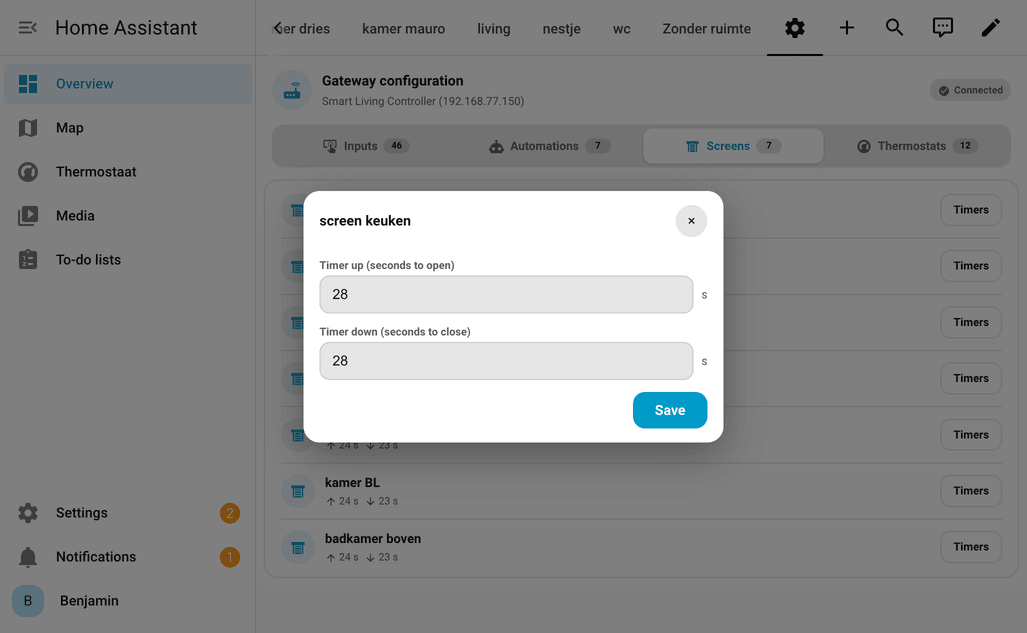 Home Assistant
er dries
kamer mauro
living
nestje
wc
Zonder ruimte
Overview
Map
Thermostaat
Media
To-do lists
Settings
2
Notifications
1
B
Benjamin
Gateway configuration
Smart Living Controller (192.168.77.150)
Connected
Inputs 46
Automations 7
Screens 7
Thermostats 12
Timers
Timers
Timers
Timers
screen keuken
×
Timer up (seconds to open)
28
s
Timer down (seconds to close)
28
s
Save
Timers
↑ 24 s ↓ 23 s
kamer BL
↑ 24 s ↓ 23 s
Timers
badkamer boven
↑ 24 s ↓ 23 s
Timers